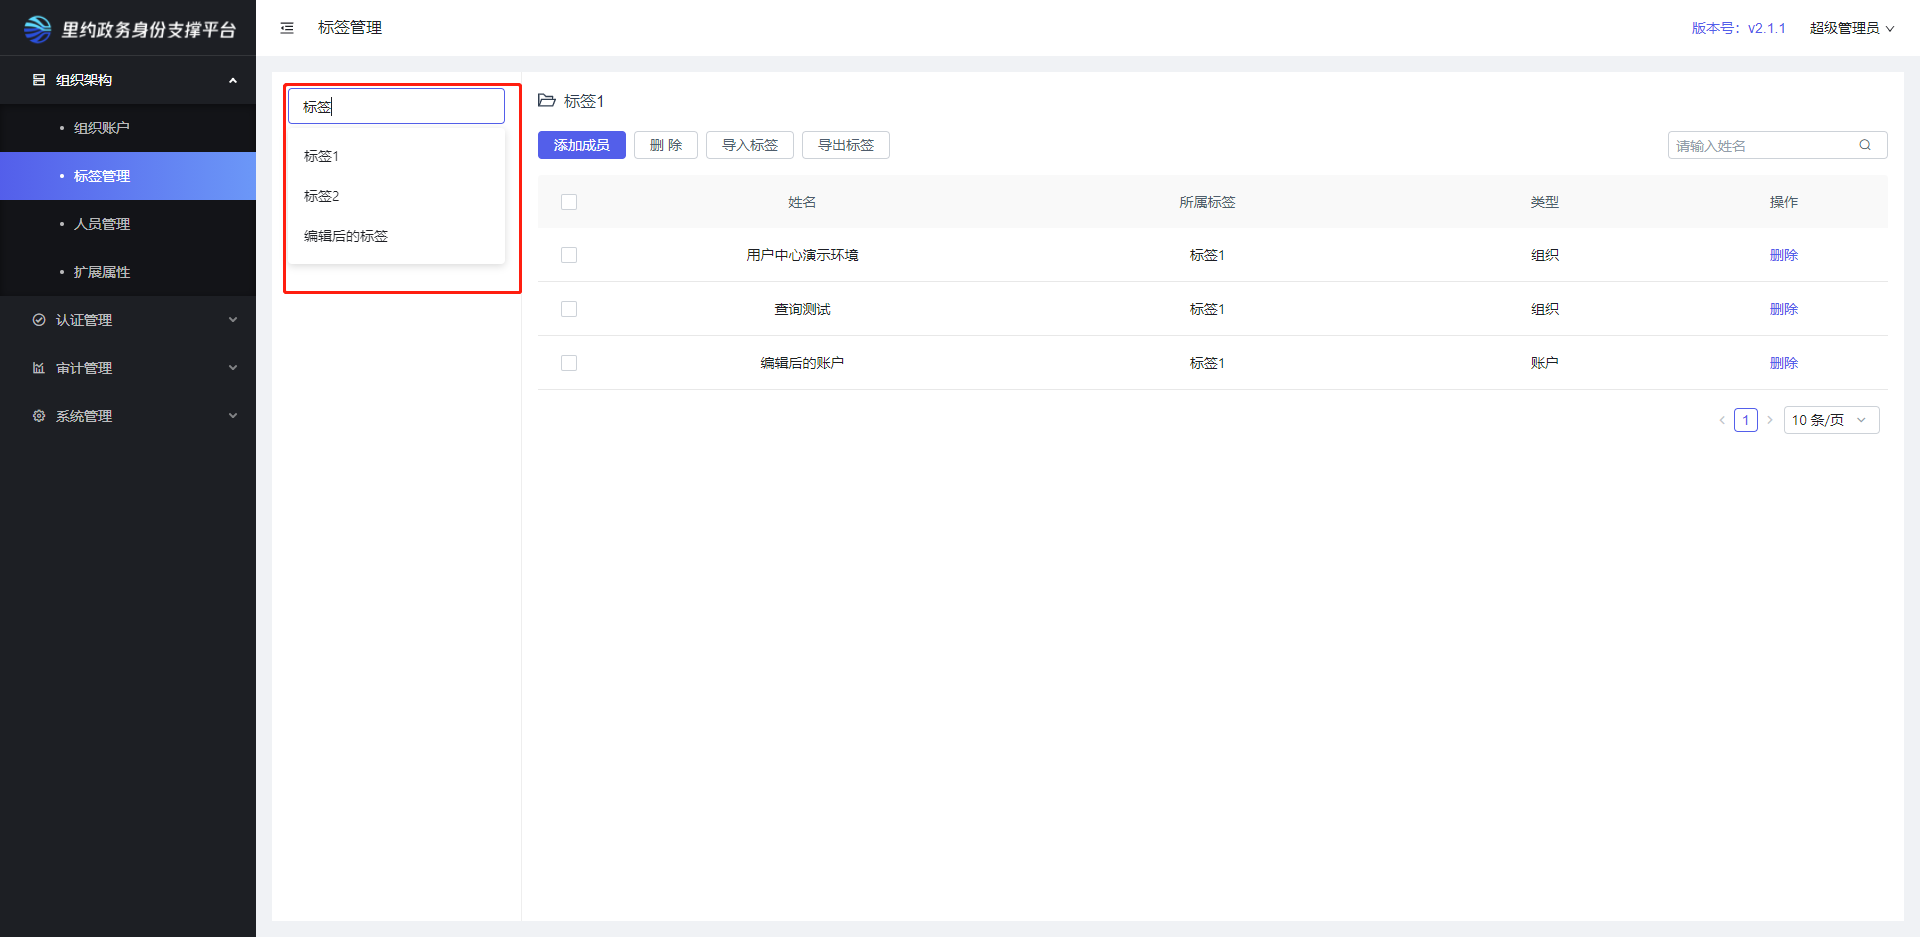 里约政务身份支撑平台
标签管理
版本号：v2.1.1
超级管理员
组织架构
组织账户
标签管理
人员管理
扩展属性
认证管理
审计管理
系统管理
标签
标签1
标签2
编辑后的标签
标签1
添加成员 删 除 导入标签 导出标签
请输入姓名
姓名 所属标签 类型 操作
用户中心演示环境 标签1 组织 删除
查询测试 标签1 组织 删除
编辑后的账户 标签1 账户 删除
1 10 条/页